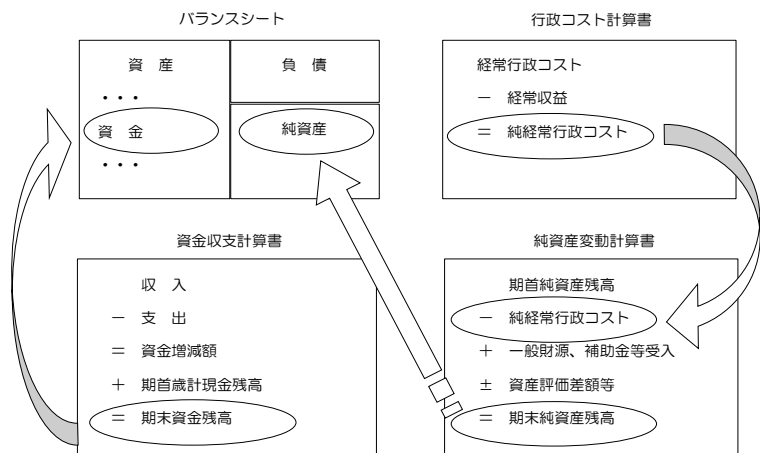 バランスシート
資 産
・・・
資 金
・・・
負 債
純資産
行政コスト計算書
経常行政コスト
－ 経常収益
＝ 純経常行政コスト
資金収支計算書
収 入
－ 支 出
＝ 資金増減額
＋ 期首歳計現金残高
＝ 期末資金残高
純資産変動計算書
期首純資産残高
－ 純経常行政コスト
＋ 一般財源、補助金等受入
± 資産評価差額等
＝ 期末純資産残高